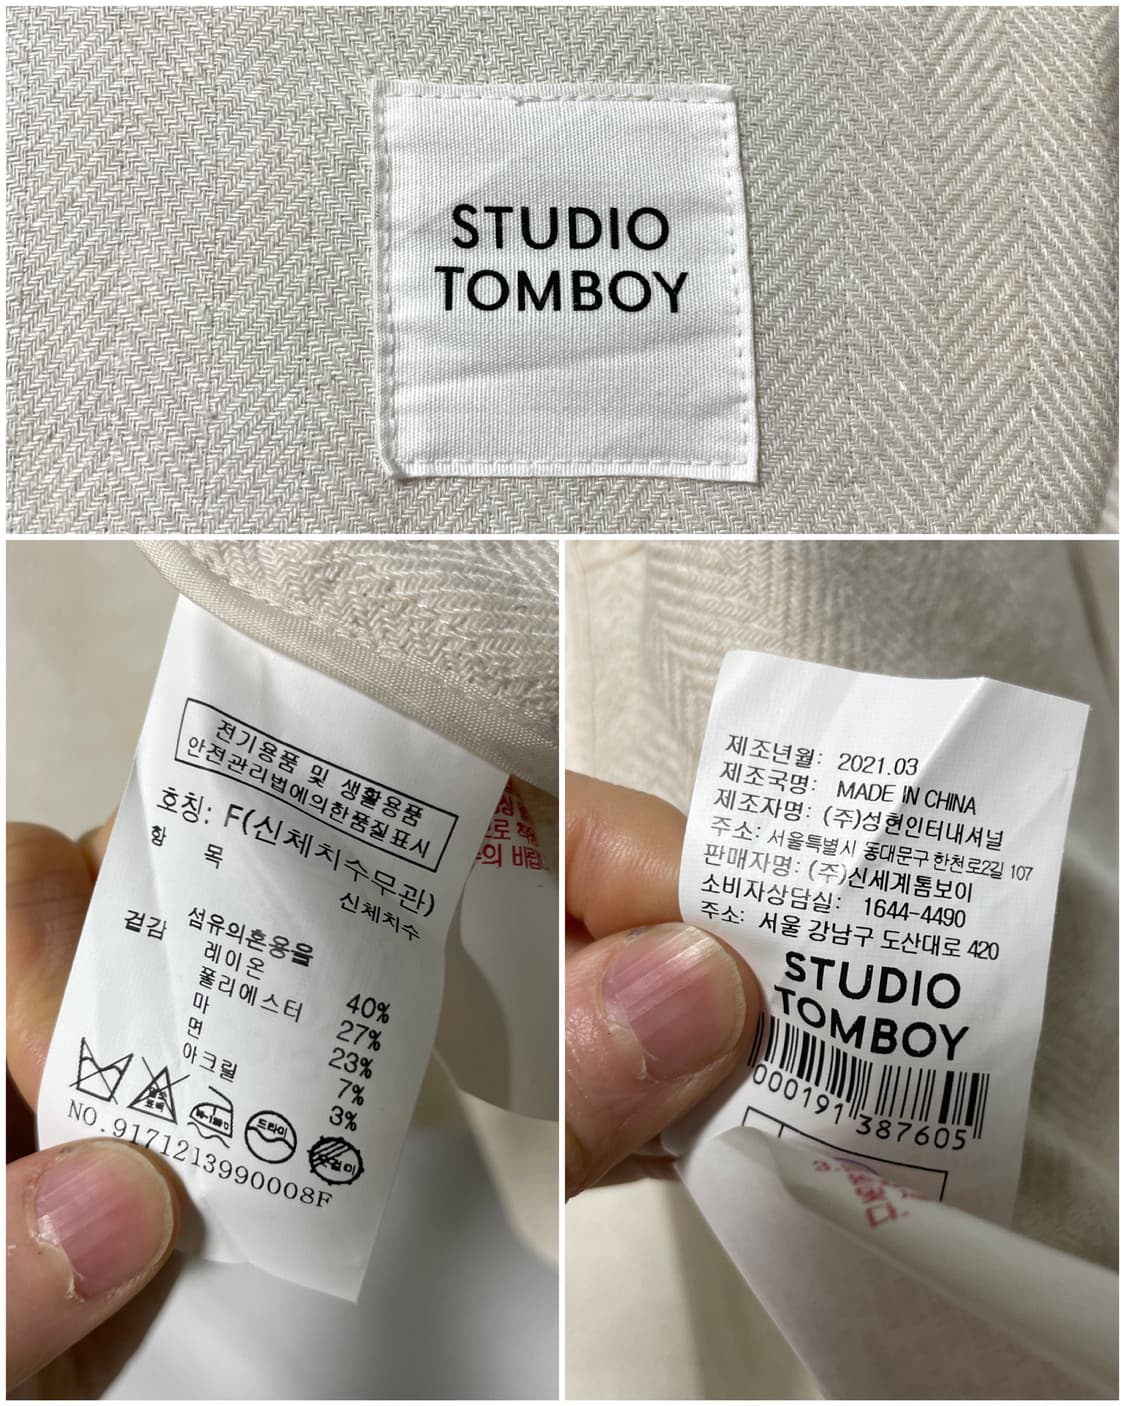 STUDIO
TOMBOY
전기용품 및 생활용품
안전관리법에의한품질표시
호칭: F(신체치수무관)
항 목
신체치수
섬유의혼용율
겉감
레이온 40%
폴리에스터 27%
마 23%
면 7%
아크릴 3%
드라이
NO.9171213990008F
제조년월: 2021.03
제조국명: MADE IN CHINA
제조자명: (주)성현인터내셔널
주소: 서울특별시 동대문구 한천로2길 107
판매자명: (주)신세계톰보이
소비자상담실: 1644-4490
주소: 서울 강남구 도산대로 420
STUDIO
TOMBOY
000191 387605